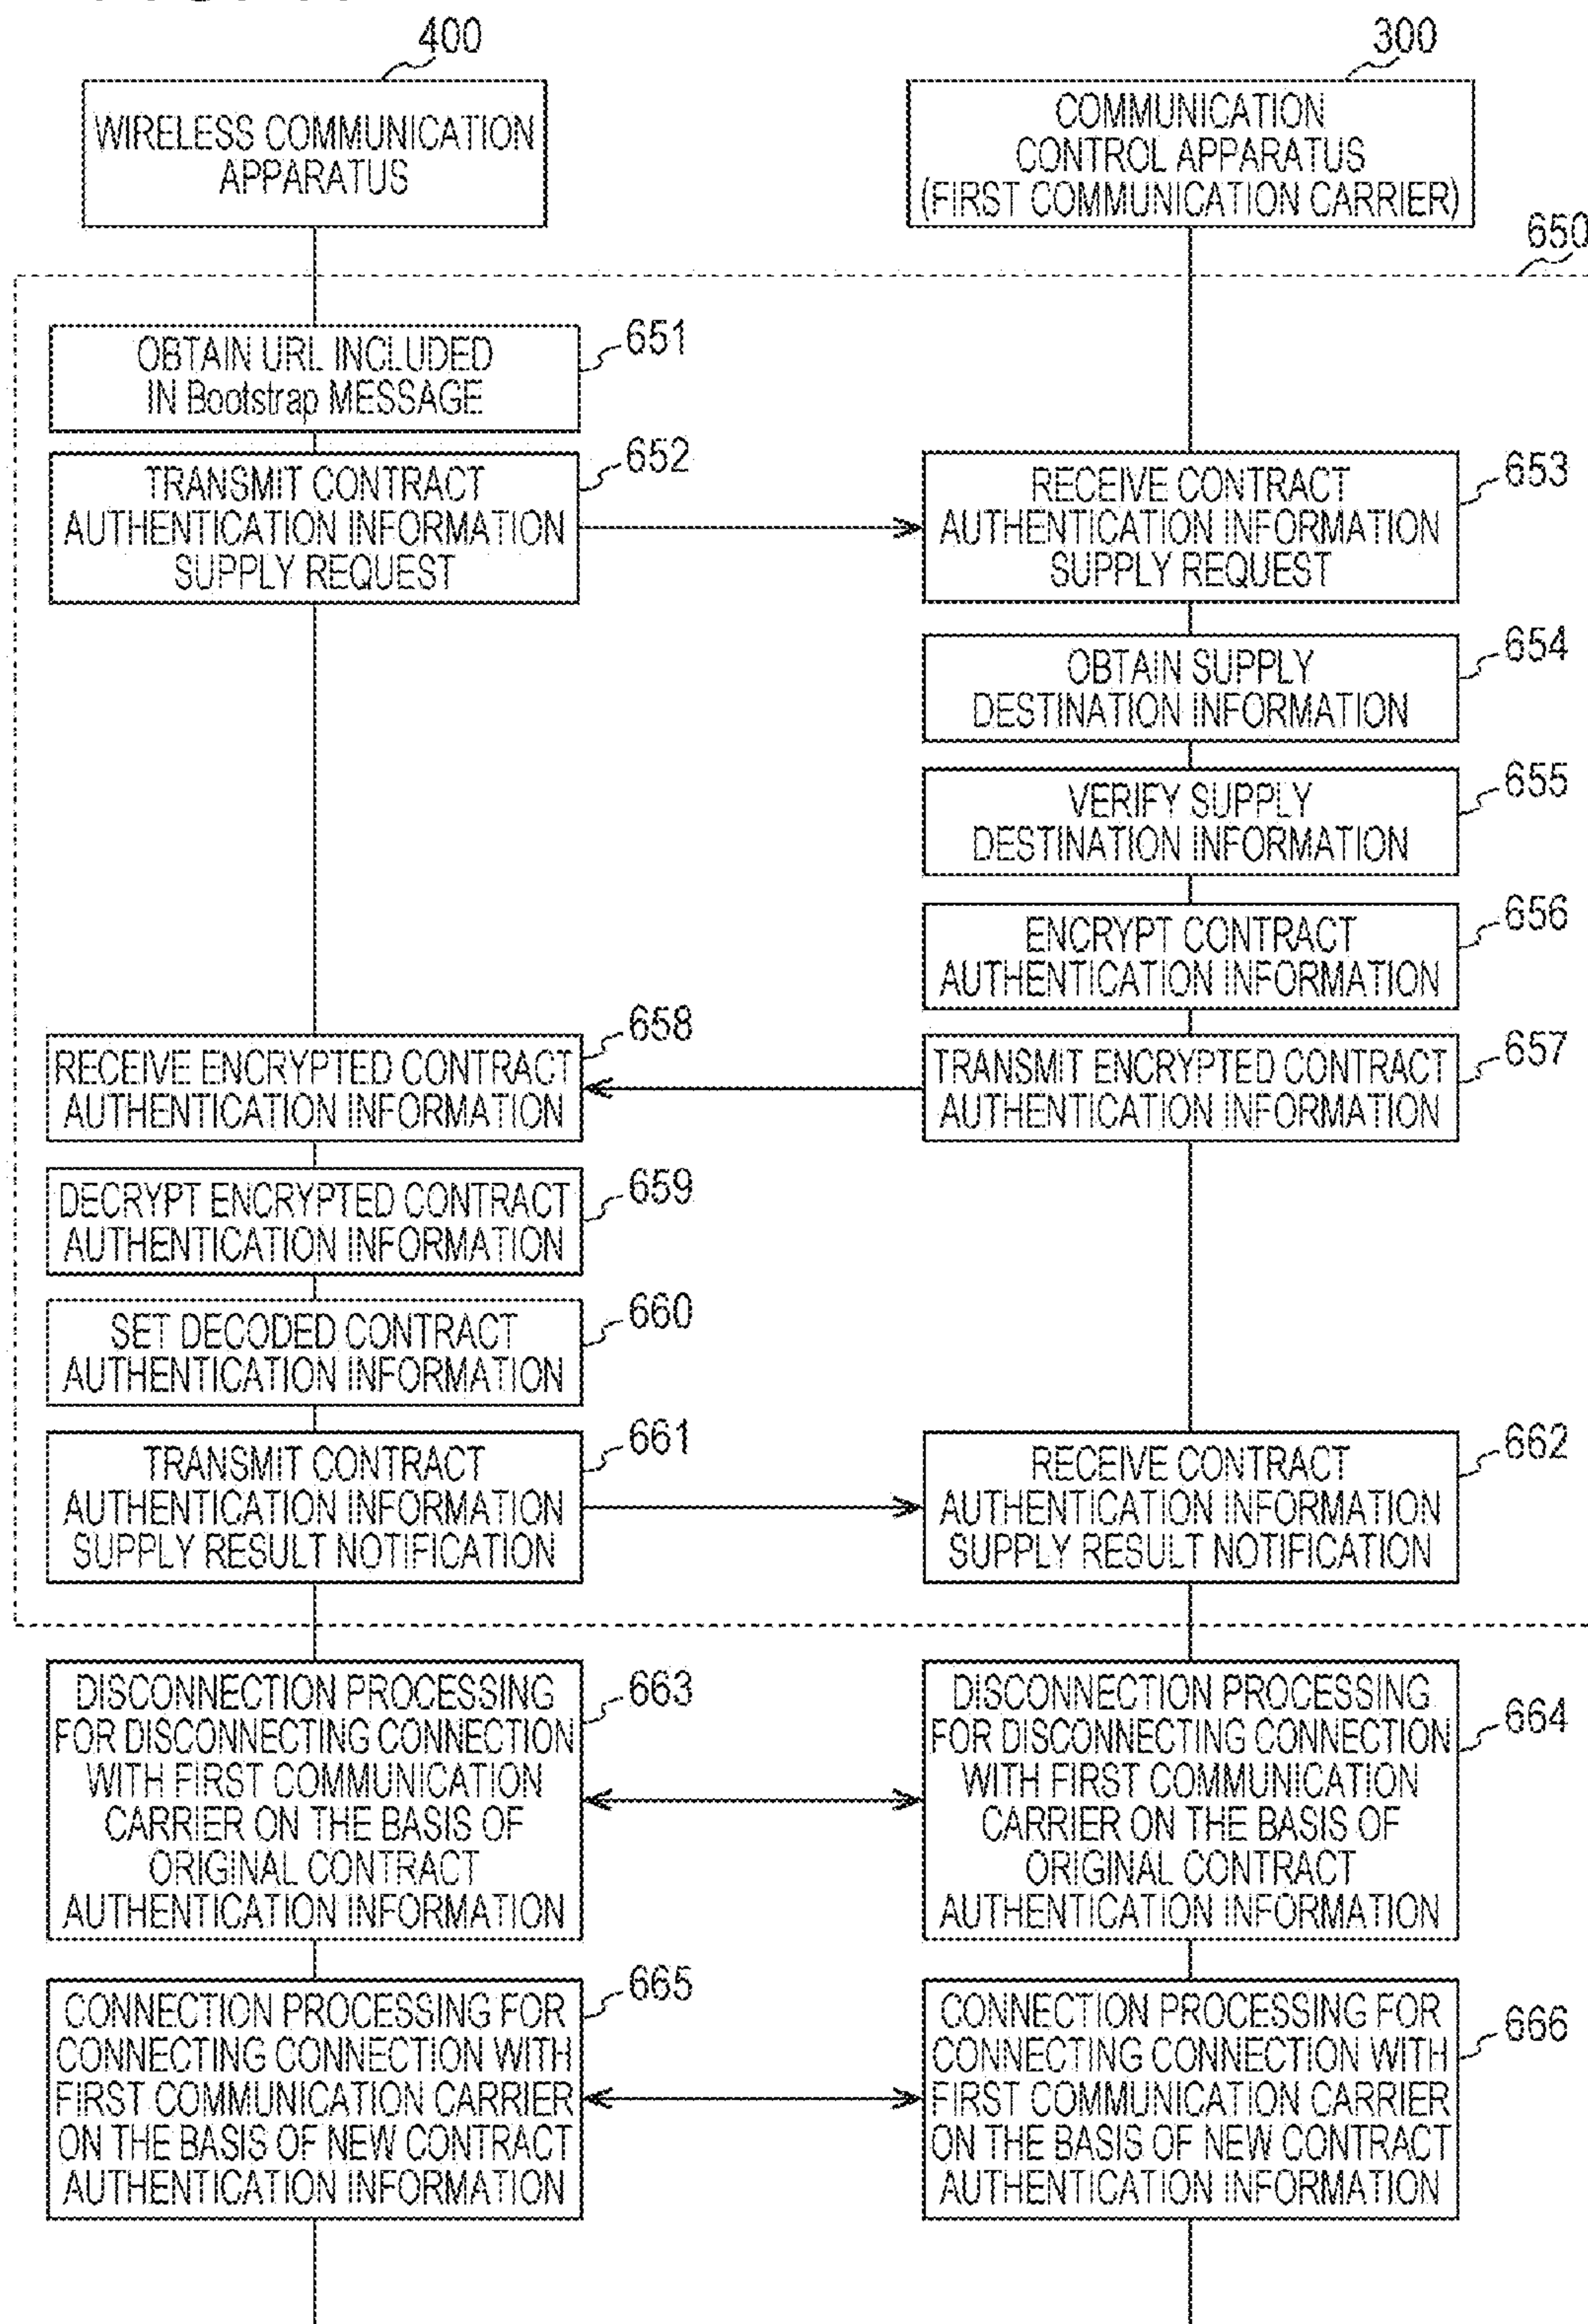 400
300
WIRELESS COMMUNICATION
APPARATUS
COMMUNICATION
CONTROL APPARATUS
(FIRST COMMUNICATION CARRIER)
650
OBTAIN URL INCLUDED
IN Bootstrap MESSAGE
651
TRANSMIT CONTRACT
AUTHENTICATION INFORMATION
SUPPLY REQUEST
652
RECEIVE CONTRACT
AUTHENTICATION INFORMATION
SUPPLY REQUEST
653
OBTAIN SUPPLY
DESTINATION INFORMATION
654
VERIFY SUPPLY
DESTINATION INFORMATION
655
ENCRYPT CONTRACT
AUTHENTICATION INFORMATION
656
RECEIVE ENCRYPTED CONTRACT
AUTHENTICATION INFORMATION
658
TRANSMIT ENCRYPTED CONTRACT
AUTHENTICATION INFORMATION
657
DECRYPT ENCRYPTED CONTRACT
AUTHENTICATION INFORMATION
659
SET DECODED CONTRACT
AUTHENTICATION INFORMATION
660
TRANSMIT CONTRACT
AUTHENTICATION INFORMATION
SUPPLY RESULT NOTIFICATION
661
RECEIVE CONTRACT
AUTHENTICATION INFORMATION
SUPPLY RESULT NOTIFICATION
662
DISCONNECTION PROCESSING
FOR DISCONNECTING CONNECTION
WITH FIRST COMMUNICATION
CARRIER ON THE BASIS OF
ORIGINAL CONTRACT
AUTHENTICATION INFORMATION
663
DISCONNECTION PROCESSING
FOR DISCONNECTING CONNECTION
WITH FIRST COMMUNICATION
CARRIER ON THE BASIS OF
ORIGINAL CONTRACT
AUTHENTICATION INFORMATION
664
CONNECTION PROCESSING FOR
CONNECTING CONNECTION WITH
FIRST COMMUNICATION CARRIER
ON THE BASIS OF NEW CONTRACT
AUTHENTICATION INFORMATION
665
CONNECTION PROCESSING FOR
CONNECTING CONNECTION WITH
FIRST COMMUNICATION CARRIER
ON THE BASIS OF NEW CONTRACT
AUTHENTICATION INFORMATION
666